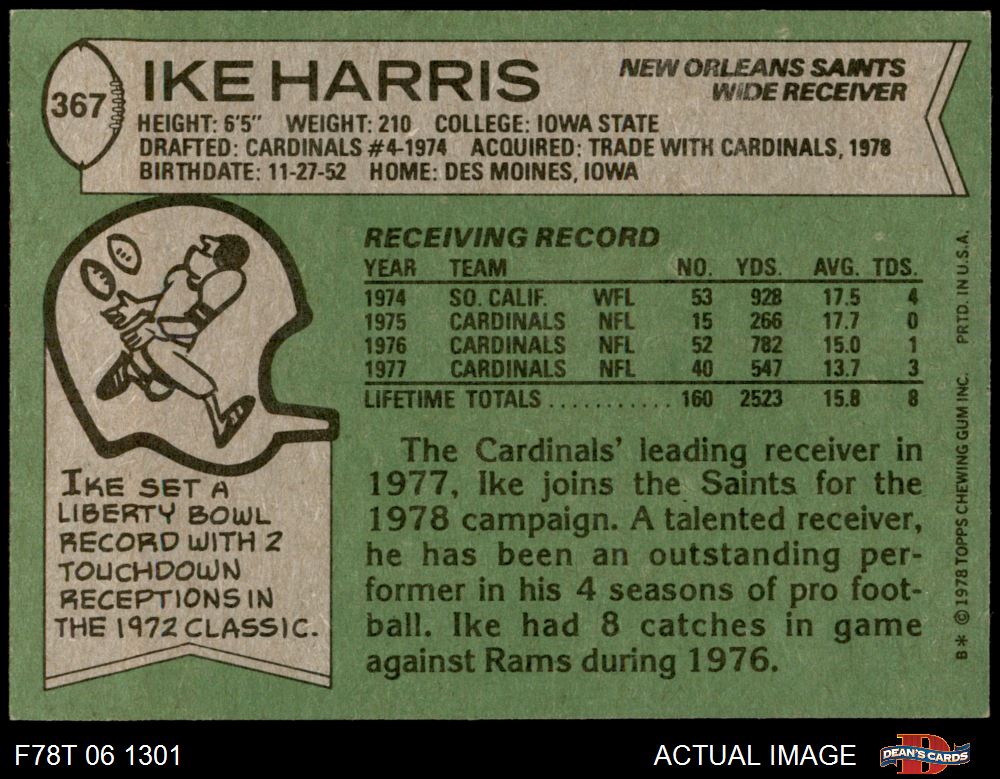 367
IKE HARRIS
NEW ORLEANS SAINTS
WIDE RECEIVER
HEIGHT: 6'5" WEIGHT: 210 COLLEGE: IOWA STATE
DRAFTED: CARDINALS #4-1974 ACQUIRED: TRADE WITH CARDINALS, 1978
BIRTHDATE: 11-27-52 HOME: DES MOINES, IOWA
RECEIVING RECORD
YEAR TEAM NO. YDS. AVG. TDS.
1974 SO. CALIF. WFL 53 928 17.5 4
1975 CARDINALS NFL 15 266 17.7 0
1976 CARDINALS NFL 52 782 15.0 1
1977 CARDINALS NFL 40 547 13.7 3
LIFETIME TOTALS ............ 160 2523 15.8 8
The Cardinals' leading receiver in
1977, Ike joins the Saints for the
1978 campaign. A talented receiver,
he has been an outstanding per-
former in his 4 seasons of pro foot-
ball. Ike had 8 catches in game
against Rams during 1976.
IKE SET A
LIBERTY BOWL
RECORD WITH 2
TOUCHDOWN
RECEPTIONS IN
THE 1972 CLASSIC.
B* © 1978 TOPPS CHEWING GUM INC. PRTD. IN U.S.A.
F78T 06 1301
ACTUAL IMAGE
D
DEAN'S CARDS